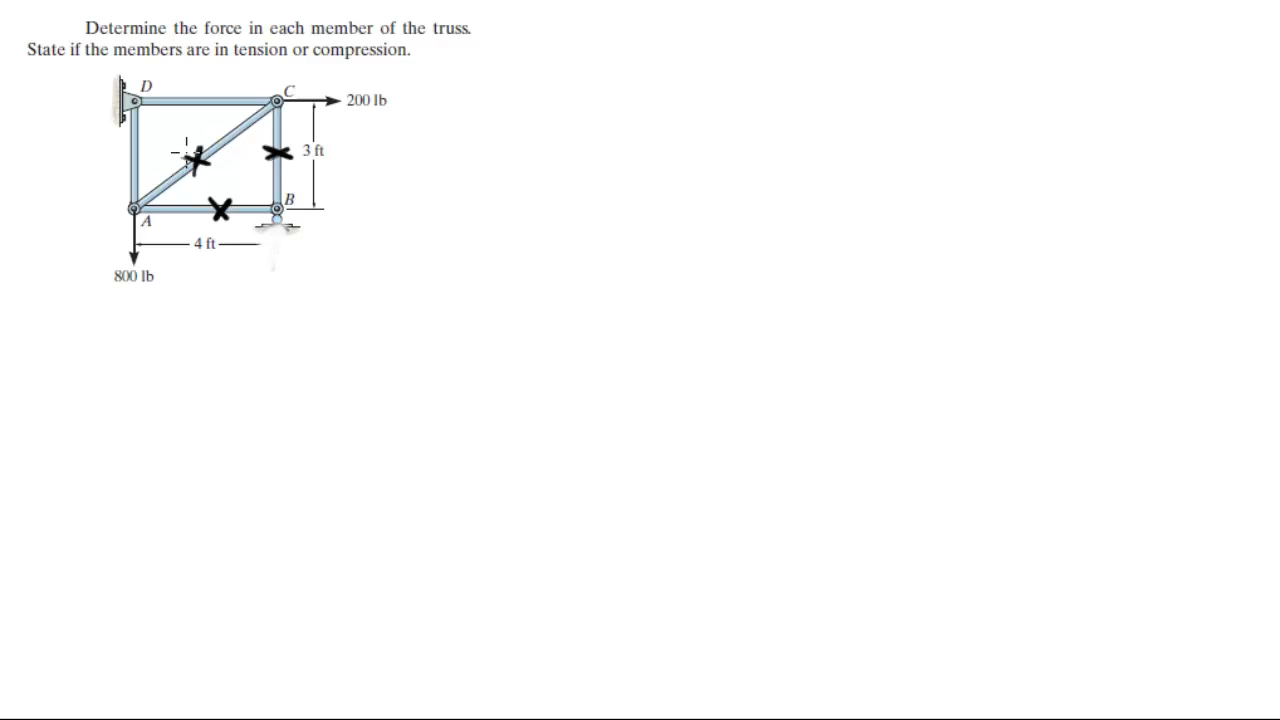 Determine the force in each member of the truss.
State if the members are in tension or compression.
D
C
200 lb
3 ft
B
A
4 ft
800 lb